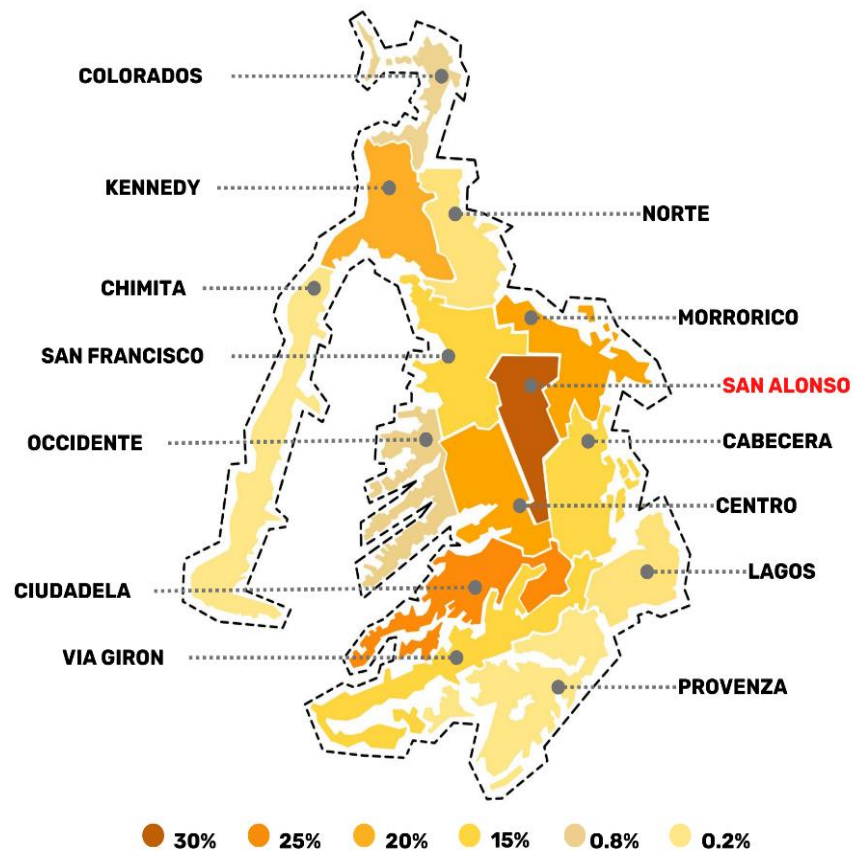 COLORADOS
KENNEDY
NORTE
CHIMITA
MORRORICO
SAN FRANCISCO
SAN ALONSO
OCCIDENTE
CABECERA
CENTRO
LAGOS
CIUDADELA
VIA GIRON
PROVENZA
30% 25% 20% 15% 0.8% 0.2%